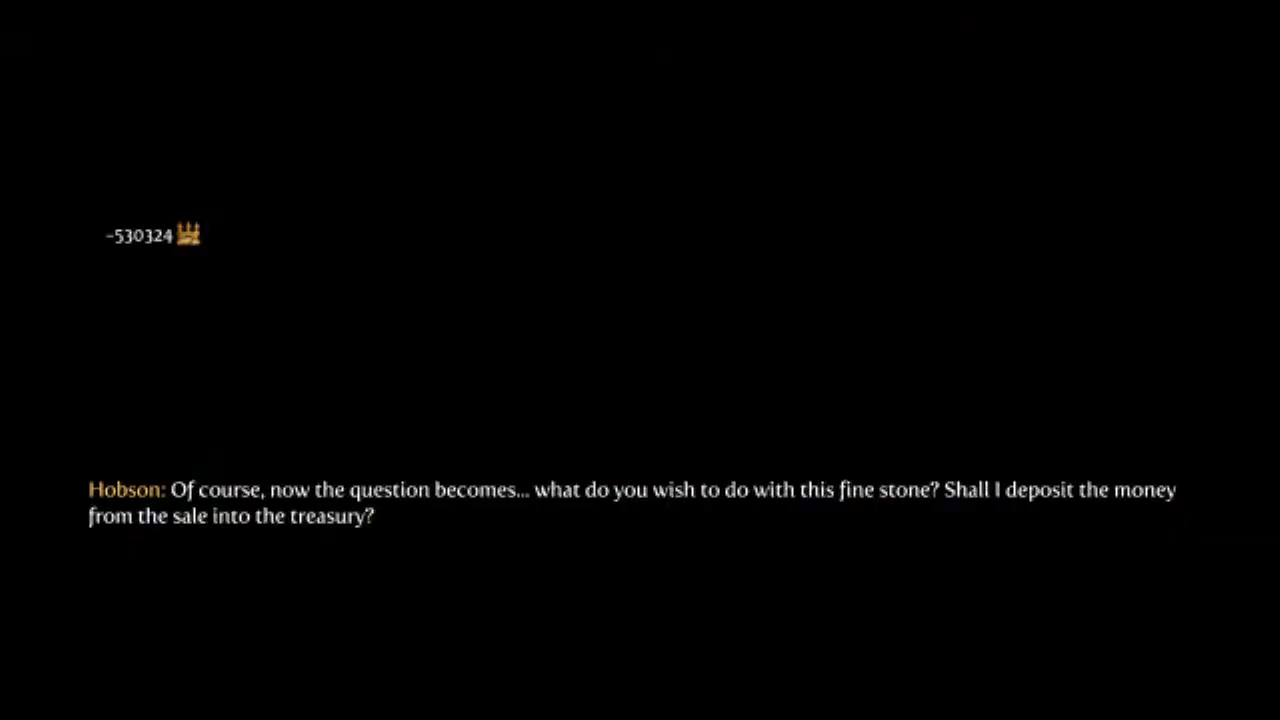 -530324
Hobson: Of course, now the question becomes... what do you wish to do with this fine stone? Shall I deposit the money
from the sale into the treasury?